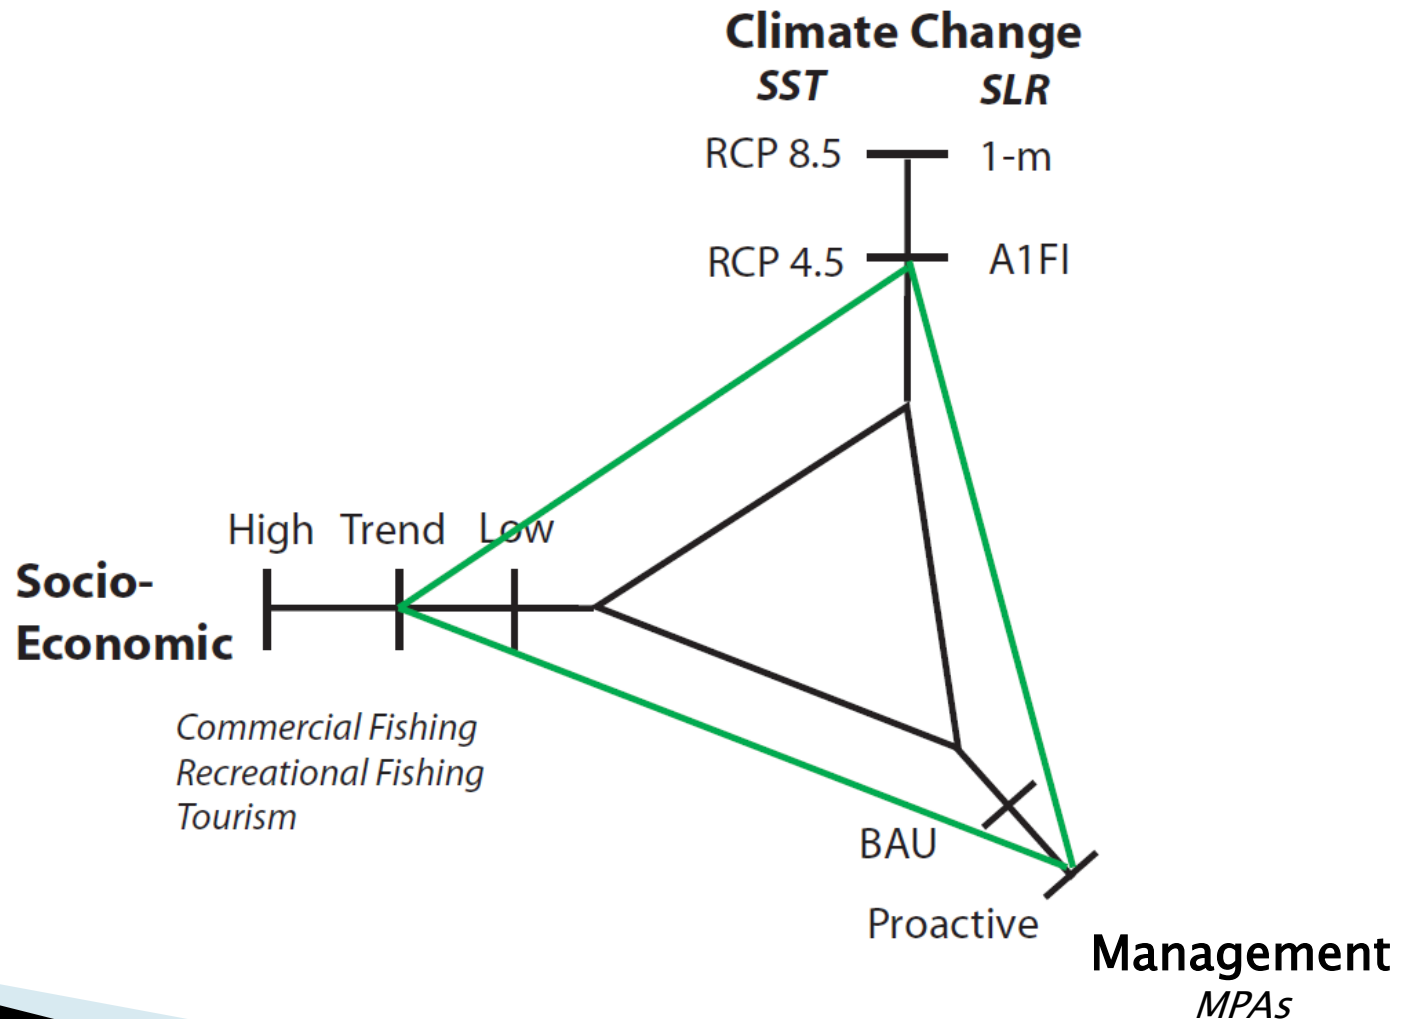 Climate Change
SST SLR
RCP 8.5 1-m
RCP 4.5 A1FI
High Trend Low
Socio-
Economic
Commercial Fishing
Recreational Fishing
Tourism
BAU
Proactive
Management
MPAs